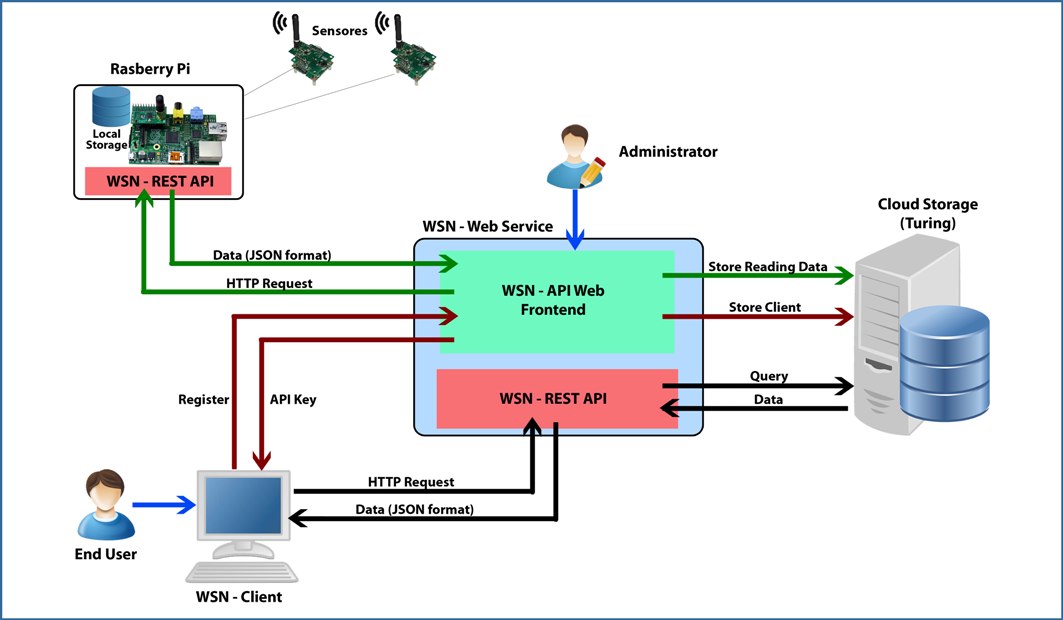 Sensores
Rasberry Pi
Local
Storage
WSN - REST API
Administrator
Cloud Storage
(Turing)
WSN - Web Service
Data (JSON format)
HTTP Request
WSN - API Web
Frontend
Store Reading Data
Store Client
WSN - REST API
Query
Data
Register
API Key
HTTP Request
Data (JSON format)
End User
WSN - Client